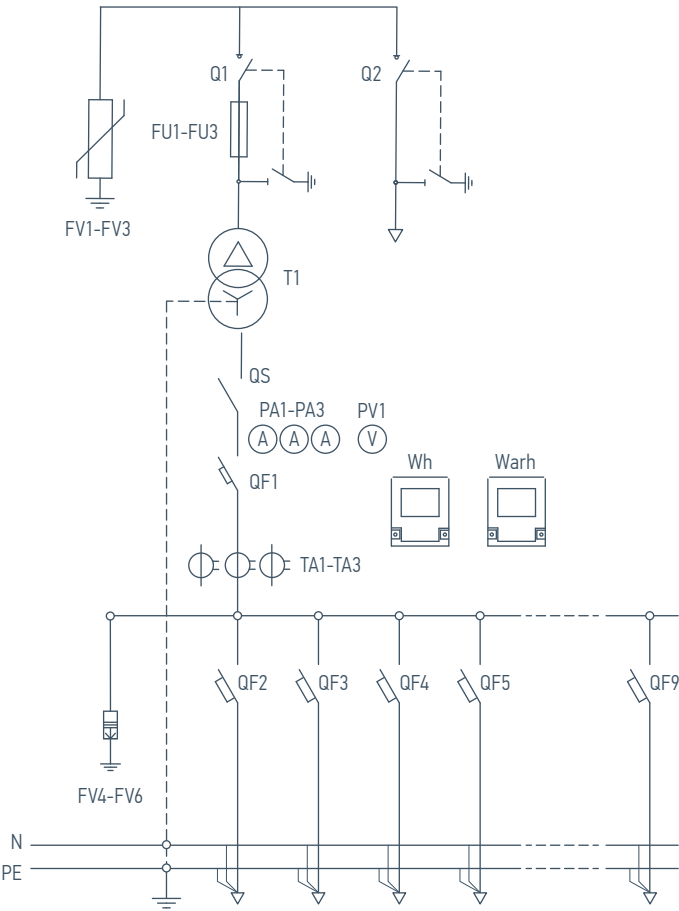 Q1
Q2
FU1-FU3
FV1-FV3
T1
QS
PA1-PA3
PV1
A
A
A
V
Wh
Warh
QF1
TA1-TA3
QF2
QF3
QF4
QF5
QF9
FV4-FV6
N
PE